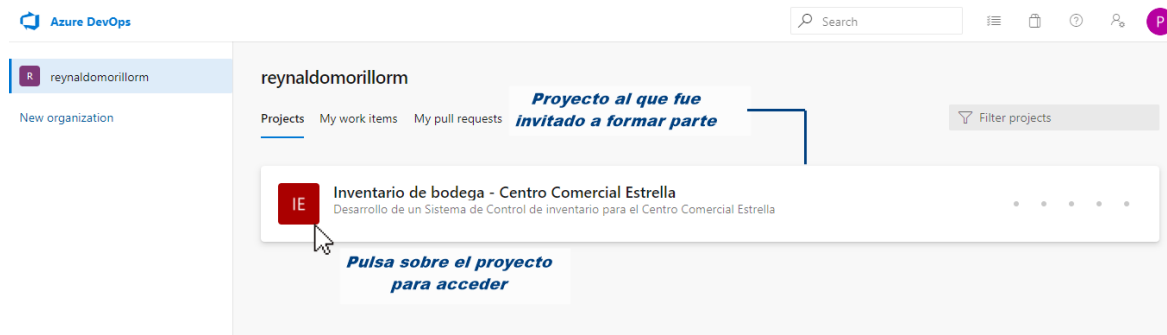 Azure DevOps
Search
P
R reynaldomorillorm
New organization
reynaldomorillorm
Projects My work items My pull requests
Proyecto al que fue
invitado a formar parte
Filter projects
IE
Inventario de bodega - Centro Comercial Estrella
Desarrollo de un Sistema de Control de inventario para el Centro Comercial Estrella
Pulsa sobre el proyecto
para acceder